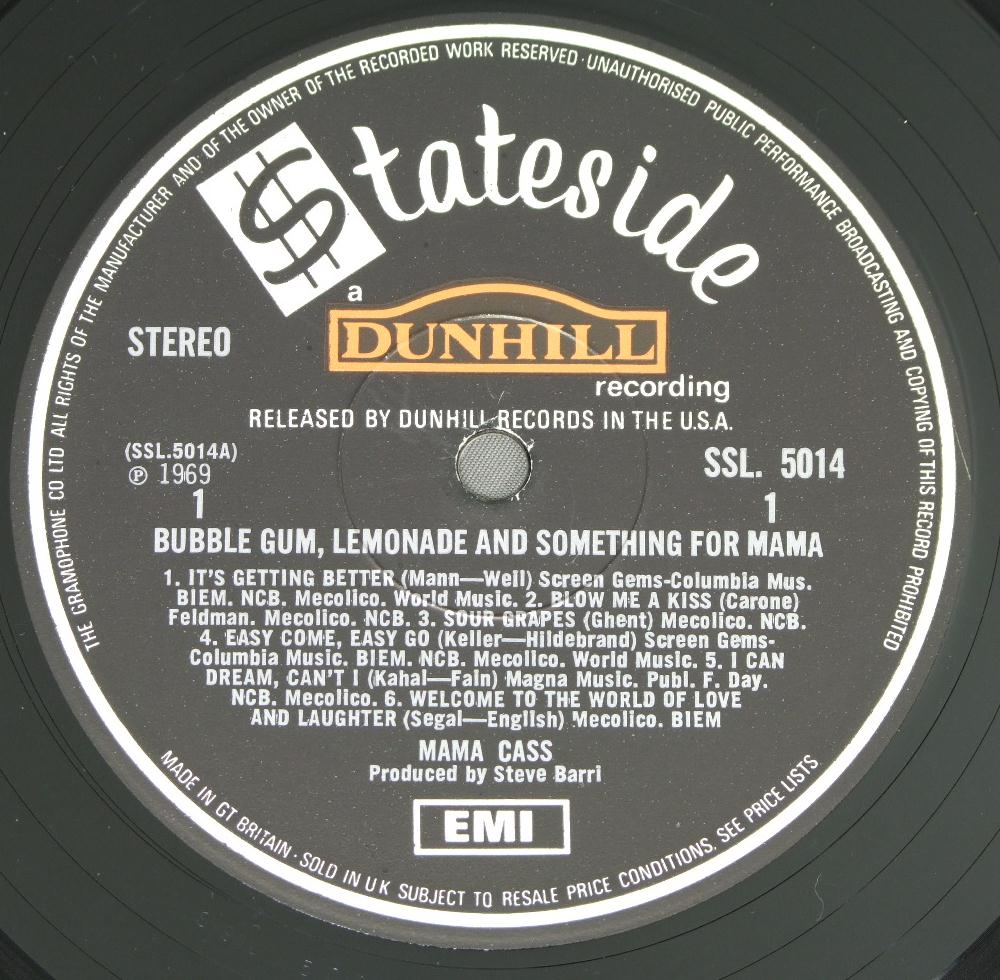 THE GRAMOPHONE CO LTD ALL RIGHTS OF THE MANUFACTURER AND OF THE OWNER OF THE RECORDED WORK RESERVED · UNAUTHORISED PUBLIC PERFORMANCE BROADCASTING AND COPYING OF THIS RECORD PROHIBITED
$tateside
a
DUNHILL
recording
STEREO
RELEASED BY DUNHILL RECORDS IN THE U.S.A.
(SSL.5014A)
℗ 1969
1
SSL. 5014
1
BUBBLE GUM, LEMONADE AND SOMETHING FOR MAMA
1. IT'S GETTING BETTER (Mann—Well) Screen Gems-Columbia Mus.
BIEM. NCB. Mecolico. World Music. 2. BLOW ME A KISS (Carone)
Feldman. Mecolico. NCB. 3. SOUR GRAPES (Ghent) Mecolico. NCB.
4. EASY COME, EASY GO (Keller—Hildebrand) Screen Gems-
Columbia Music. BIEM. NCB. Mecolico. World Music. 5. I CAN
DREAM, CAN'T I (Kahal—Fain) Magna Music. Publ. F. Day.
NCB. Mecolico. 6. WELCOME TO THE WORLD OF LOVE
AND LAUGHTER (Segal—English) Mecolico. BIEM
MAMA CASS
Produced by Steve Barri
EMI
MADE IN GT BRITAIN · SOLD IN U K SUBJECT TO RESALE PRICE CONDITIONS. SEE PRICE LISTS